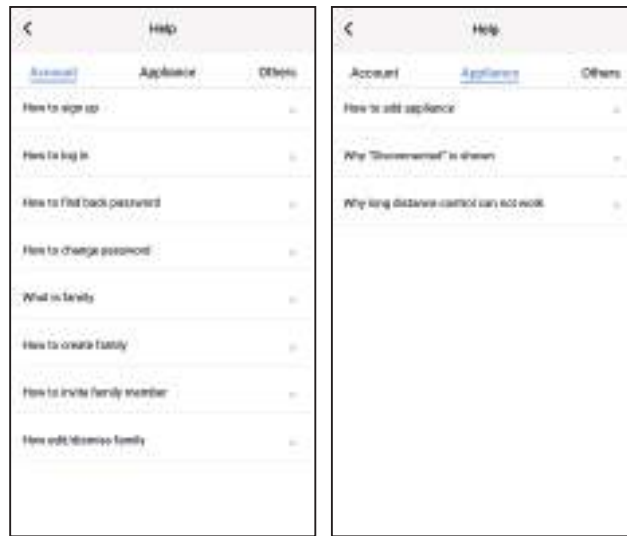 Help
Account Appliance Others
How to sign up
How to log in
How to find back password
How to change password
What is family
How to create family
How to invite family member
How edit/dismiss family
Help
Account Appliance Others
How to add appliance
Why "Disconnected" is shown
Why long distance control can not work